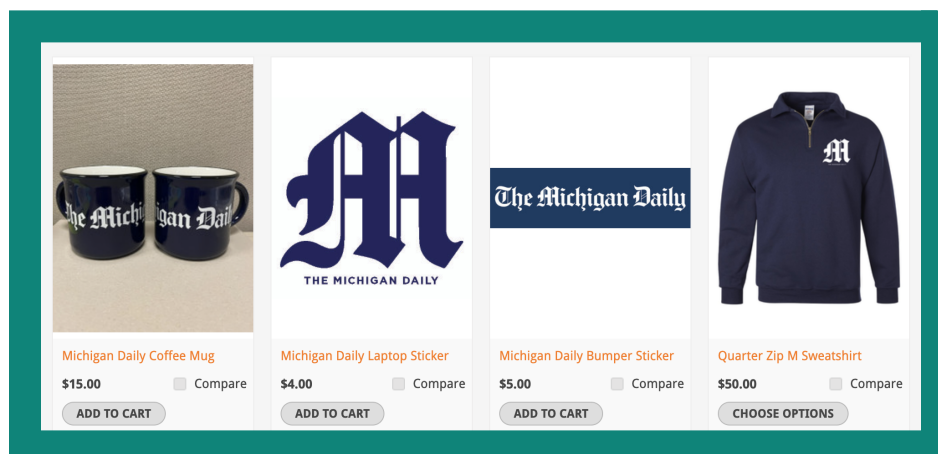 The Michi
igan Dail
M
THE MICHIGAN DAILY
The Michigan Daily
M
Michigan Daily Coffee Mug
$15.00
Compare
ADD TO CART
Michigan Daily Laptop Sticker
$4.00
Compare
ADD TO CART
Michigan Daily Bumper Sticker
$5.00
Compare
ADD TO CART
Quarter Zip M Sweatshirt
$50.00
Compare
CHOOSE OPTIONS